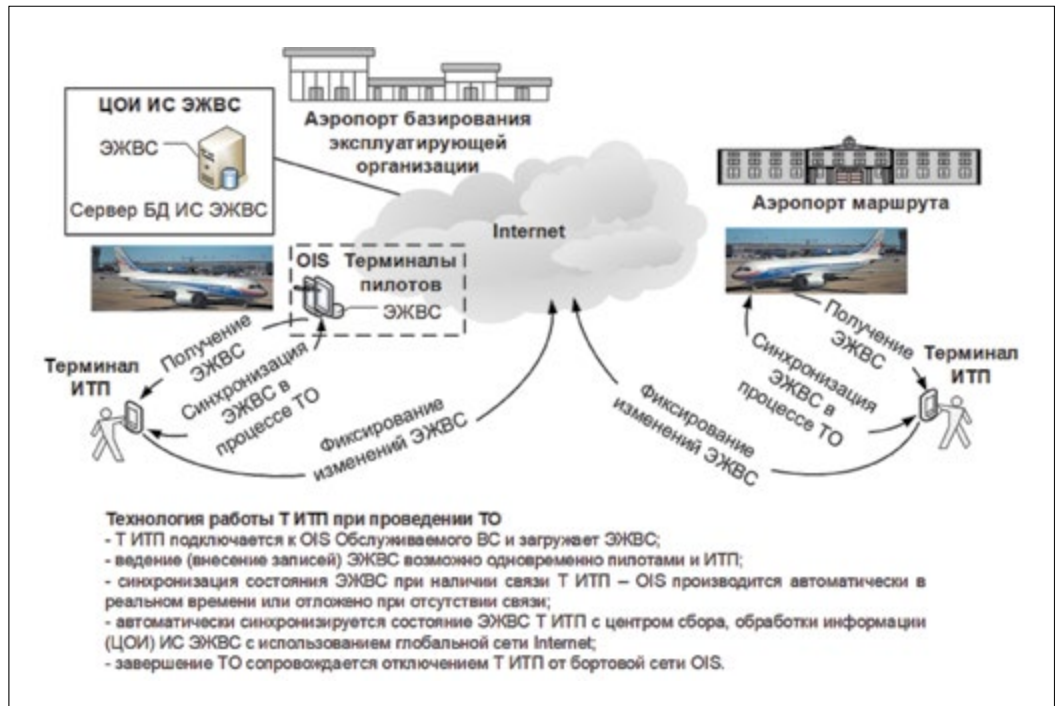 ЦОИ ИС ЭЖВС
ЭЖВС
Сервер БД ИС ЭЖВС
Аэропорт базирования
эксплуатирующей
организации
Internet
Аэропорт маршрута
OIS
Терминалы
пилотов
ЭЖВС
Терминал
ИТП
Получение
ЭЖВС
Синхронизация
ЭЖВС в
процессе ТО
Фиксирование
изменений ЭЖВС
Фиксирование
изменений ЭЖВС
Получение
ЭЖВС
Синхронизация
ЭЖВС в
процессе ТО
Терминал
ИТП
Технология работы Т ИТП при проведении ТО
- Т ИТП подключается к OIS Обслуживаемого ВС и загружает ЭЖВС;
- ведение (внесение записей) ЭЖВС возможно одновременно пилотами и ИТП;
- синхронизация состояния ЭЖВС при наличии связи Т ИТП – OIS производится автоматически в
реальном времени или отложено при отсутствии связи;
- автоматически синхронизируется состояние ЭЖВС Т ИТП с центром сбора, обработки информации
(ЦОИ) ИС ЭЖВС с использованием глобальной сети Internet;
- завершение ТО сопровождается отключением Т ИТП от бортовой сети OIS.